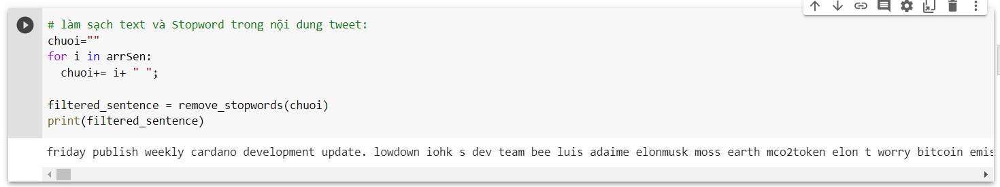 # làm sạch text và Stopword trong nội dung tweet:
chuoi=""
for i in arrSen:
  chuoi+= i+ " ";
filtered_sentence = remove_stopwords(chuoi)
print(filtered_sentence)
friday publish weekly cardano development update. lowdown iohk s dev team bee luis adaime elonmusk moss earth mco2token elon t worry bitcoin emis